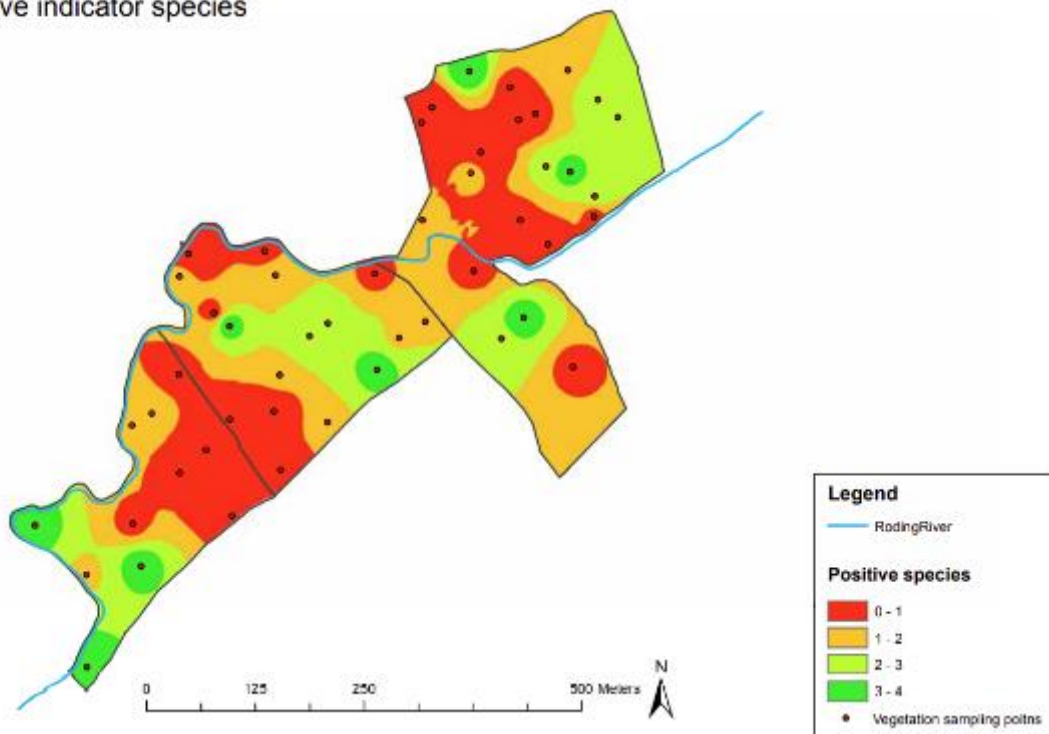 ve indicator species
0 125 250 500 Meters
N
Legend
RodingRiver
Positive species
0 - 1
1 - 2
2 - 3
3 - 4
Vegetation sampling poitns